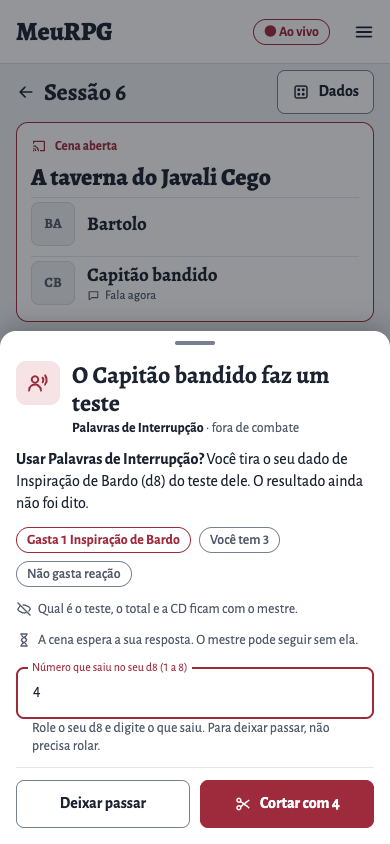 MeuRPG
Ao vivo
Sessão 6
Dados
Cena aberta
A taverna do Javali Cego
BA
Bartolo
CB
Capitão bandido
Fala agora
O Capitão bandido faz um
teste
Palavras de Interrupção · fora de combate
Usar Palavras de Interrupção? Você tira o seu dado de
Inspiração de Bardo (d8) do teste dele. O resultado ainda
não foi dito.
Gasta 1 Inspiração de Bardo
Você tem 3
Não gasta reação
Qual é o teste, o total e a CD ficam com o mestre.
A cena espera a sua resposta. O mestre pode seguir sem ela.
Número que saiu no seu d8 (1 a 8)
4
Role o seu d8 e digite o que saiu. Para deixar passar, não
precisa rolar.
Deixar passar
Cortar com 4